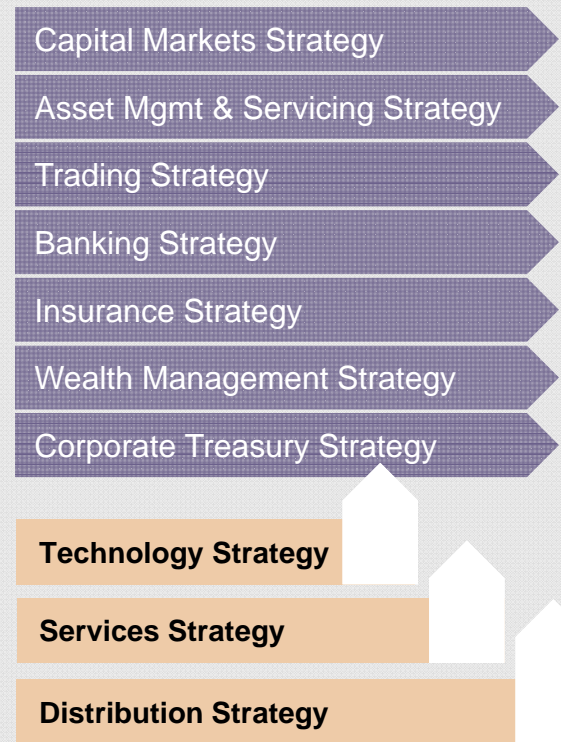 Capital Markets Strategy
Asset Mgmt & Servicing Strategy
Trading Strategy
Banking Strategy
Insurance Strategy
Wealth Management Strategy
Corporate Treasury Strategy
Technology Strategy
Services Strategy
Distribution Strategy